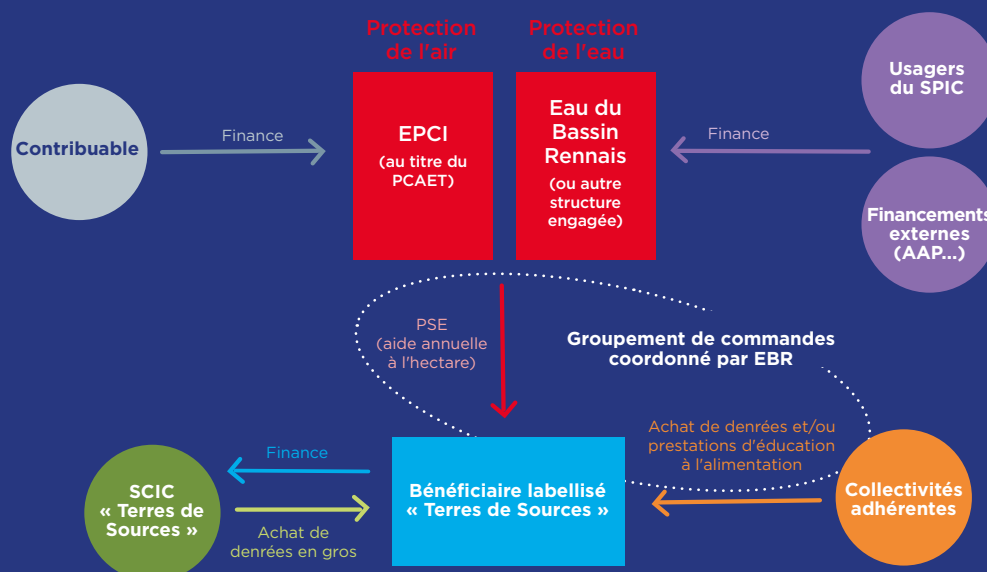 Protection
de l'air
Protection
de l'eau
Contribuable
Finance
EPCI
(au titre du
PCAET)
Eau du
Bassin
Rennais
(ou autre
structure
engagée)
Finance
Usagers
du SPIC
Financements
externes
(AAP...)
PSE
(aide annuelle
à l'hectare)
Groupement de commandes
coordonné par EBR
SCIC
« Terres de
Sources »
Finance
Achat de
denrées en gros
Bénéficiaire labellisé
« Terres de Sources »
Achat de denrées et/ou
prestations d'éducation
à l'alimentation
Collectivités
adhérentes